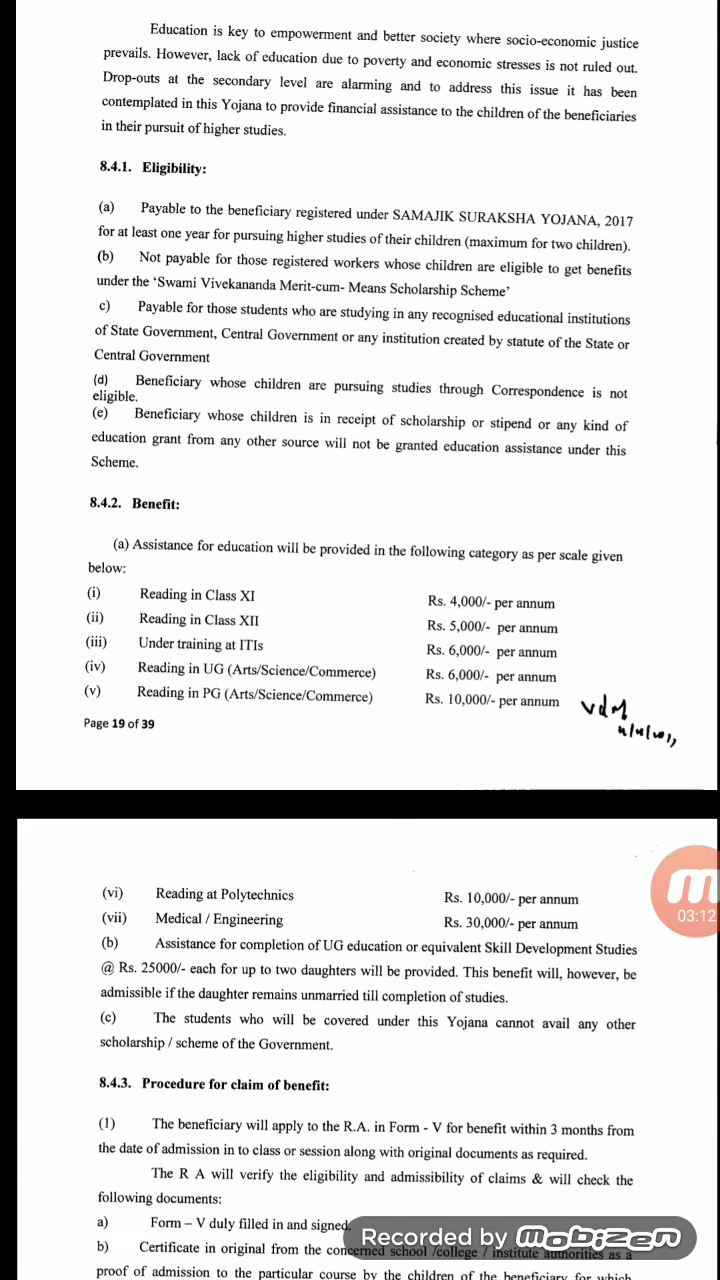 Education is key to empowerment and better society where socio-economic justice
prevails. However, lack of education due to poverty and economic stresses is not ruled out.
Drop-outs at the secondary level are alarming and to address this issue it has been
contemplated in this Yojana to provide financial assistance to the children of the beneficiaries
in their pursuit of higher studies.
8.4.1. Eligibility:
(a) Payable to the beneficiary registered under SAMAJIK SURAKSHA YOJANA, 2017
for at least one year for pursuing higher studies of their children (maximum for two children).
(b) Not payable for those registered workers whose children are eligible to get benefits
under the ‘Swami Vivekananda Merit-cum- Means Scholarship Scheme’
c) Payable for those students who are studying in any recognised educational institutions
of State Government, Central Government or any institution created by statute of the State or
Central Government
(d) Beneficiary whose children are pursuing studies through Correspondence is not
eligible.
(e) Beneficiary whose children is in receipt of scholarship or stipend or any kind of
education grant from any other source will not be granted education assistance under this
Scheme.
8.4.2. Benefit:
(a) Assistance for education will be provided in the following category as per scale given
below:
(i) Reading in Class XI Rs. 4,000/- per annum
(ii) Reading in Class XII Rs. 5,000/- per annum
(iii) Under training at ITIs Rs. 6,000/- per annum
(iv) Reading in UG (Arts/Science/Commerce) Rs. 6,000/- per annum
(v) Reading in PG (Arts/Science/Commerce) Rs. 10,000/- per annum
Page 19 of 39
(vi) Reading at Polytechnics Rs. 10,000/- per annum
(vii) Medical / Engineering Rs. 30,000/- per annum
03:12
(b) Assistance for completion of UG education or equivalent Skill Development Studies
@ Rs. 25000/- each for up to two daughters will be provided. This benefit will, however, be
admissible if the daughter remains unmarried till completion of studies.
(c) The students who will be covered under this Yojana cannot avail any other
scholarship / scheme of the Government.
8.4.3. Procedure for claim of benefit:
(1) The beneficiary will apply to the R.A. in Form - V for benefit within 3 months from
the date of admission in to class or session along with original documents as required.
The R A will verify the eligibility and admissibility of claims & will check the
following documents:
a) Form – V duly filled in and signed.
Recorded by mobizen
b) Certificate in original from the concerned school /college / institute authorities as a
proof of admission to the particular course by the children of the beneficiary for which